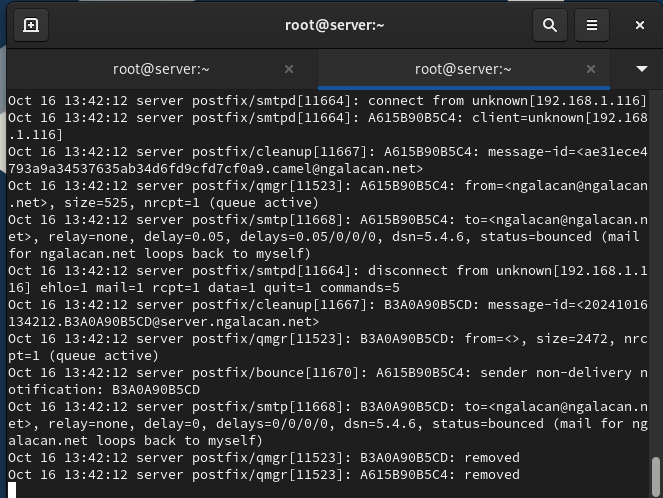 root@server:~
root@server:~
root@server:~
Oct 16 13:42:12 server postfix/smtpd[11664]: connect from unknown[192.168.1.116]
Oct 16 13:42:12 server postfix/smtpd[11664]: A615B90B5C4: client=unknown[192.168
.1.116]
Oct 16 13:42:12 server postfix/cleanup[11667]: A615B90B5C4: message-id=<ae31ece4
793a9a34537635ab34d6fd9cfd7cf0a9.camel@ngalacan.net>
Oct 16 13:42:12 server postfix/qmgr[11523]: A615B90B5C4: from=<ngalacan@ngalacan
.net>, size=525, nrcpt=1 (queue active)
Oct 16 13:42:12 server postfix/smtp[11668]: A615B90B5C4: to=<ngalacan@ngalacan.n
et>, relay=none, delay=0.05, delays=0.05/0/0/0, dsn=5.4.6, status=bounced (mail
for ngalacan.net loops back to myself)
Oct 16 13:42:12 server postfix/smtpd[11664]: disconnect from unknown[192.168.1.1
16] ehlo=1 mail=1 rcpt=1 data=1 quit=1 commands=5
Oct 16 13:42:12 server postfix/cleanup[11667]: B3A0A90B5CD: message-id=<20241016
134212.B3A0A90B5CD@server.ngalacan.net>
Oct 16 13:42:12 server postfix/qmgr[11523]: B3A0A90B5CD: from=<>, size=2472, nrc
pt=1 (queue active)
Oct 16 13:42:12 server postfix/bounce[11670]: A615B90B5C4: sender non-delivery n
otification: B3A0A90B5CD
Oct 16 13:42:12 server postfix/smtp[11668]: B3A0A90B5CD: to=<ngalacan@ngalacan.n
et>, relay=none, delay=0, delays=0/0/0/0, dsn=5.4.6, status=bounced (mail for ng
alacan.net loops back to myself)
Oct 16 13:42:12 server postfix/qmgr[11523]: B3A0A90B5CD: removed
Oct 16 13:42:12 server postfix/qmgr[11523]: A615B90B5C4: removed